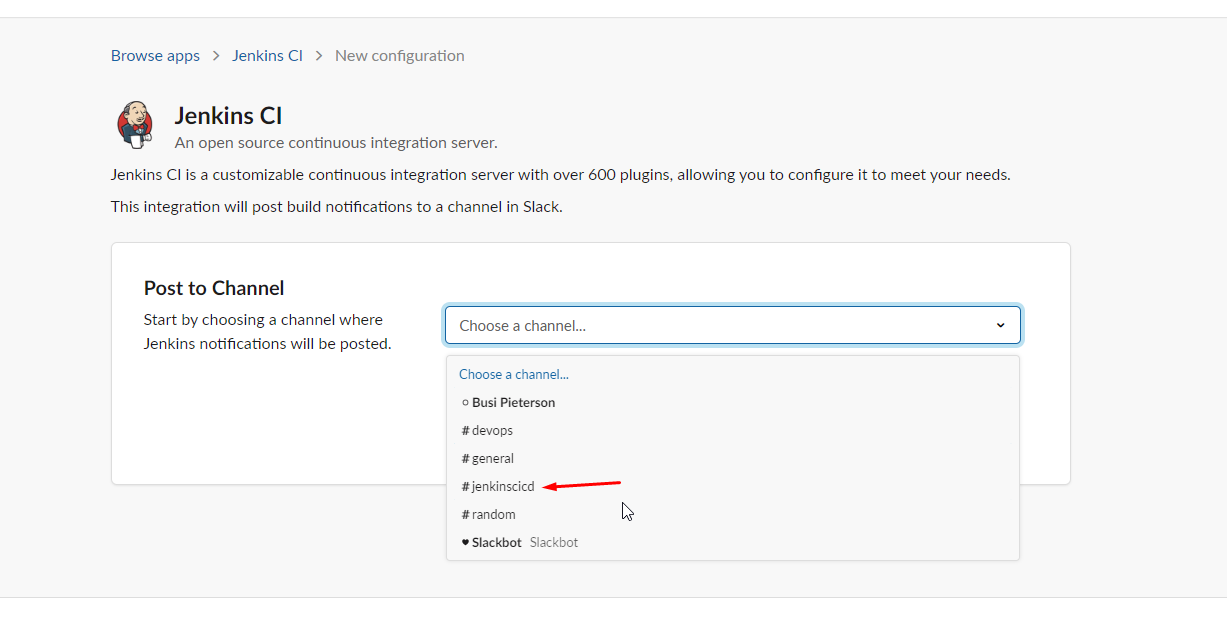 Browse apps > Jenkins CI > New configuration
Jenkins CI
An open source continuous integration server.
Jenkins CI is a customizable continuous integration server with over 600 plugins, allowing you to configure it to meet your needs.
This integration will post build notifications to a channel in Slack.
Post to Channel
Start by choosing a channel where
Jenkins notifications will be posted.
Choose a channel...
Choose a channel...
Busi Pieterson
# devops
# general
# jenkinscicd
# random
♥ Slackbot Slackbot